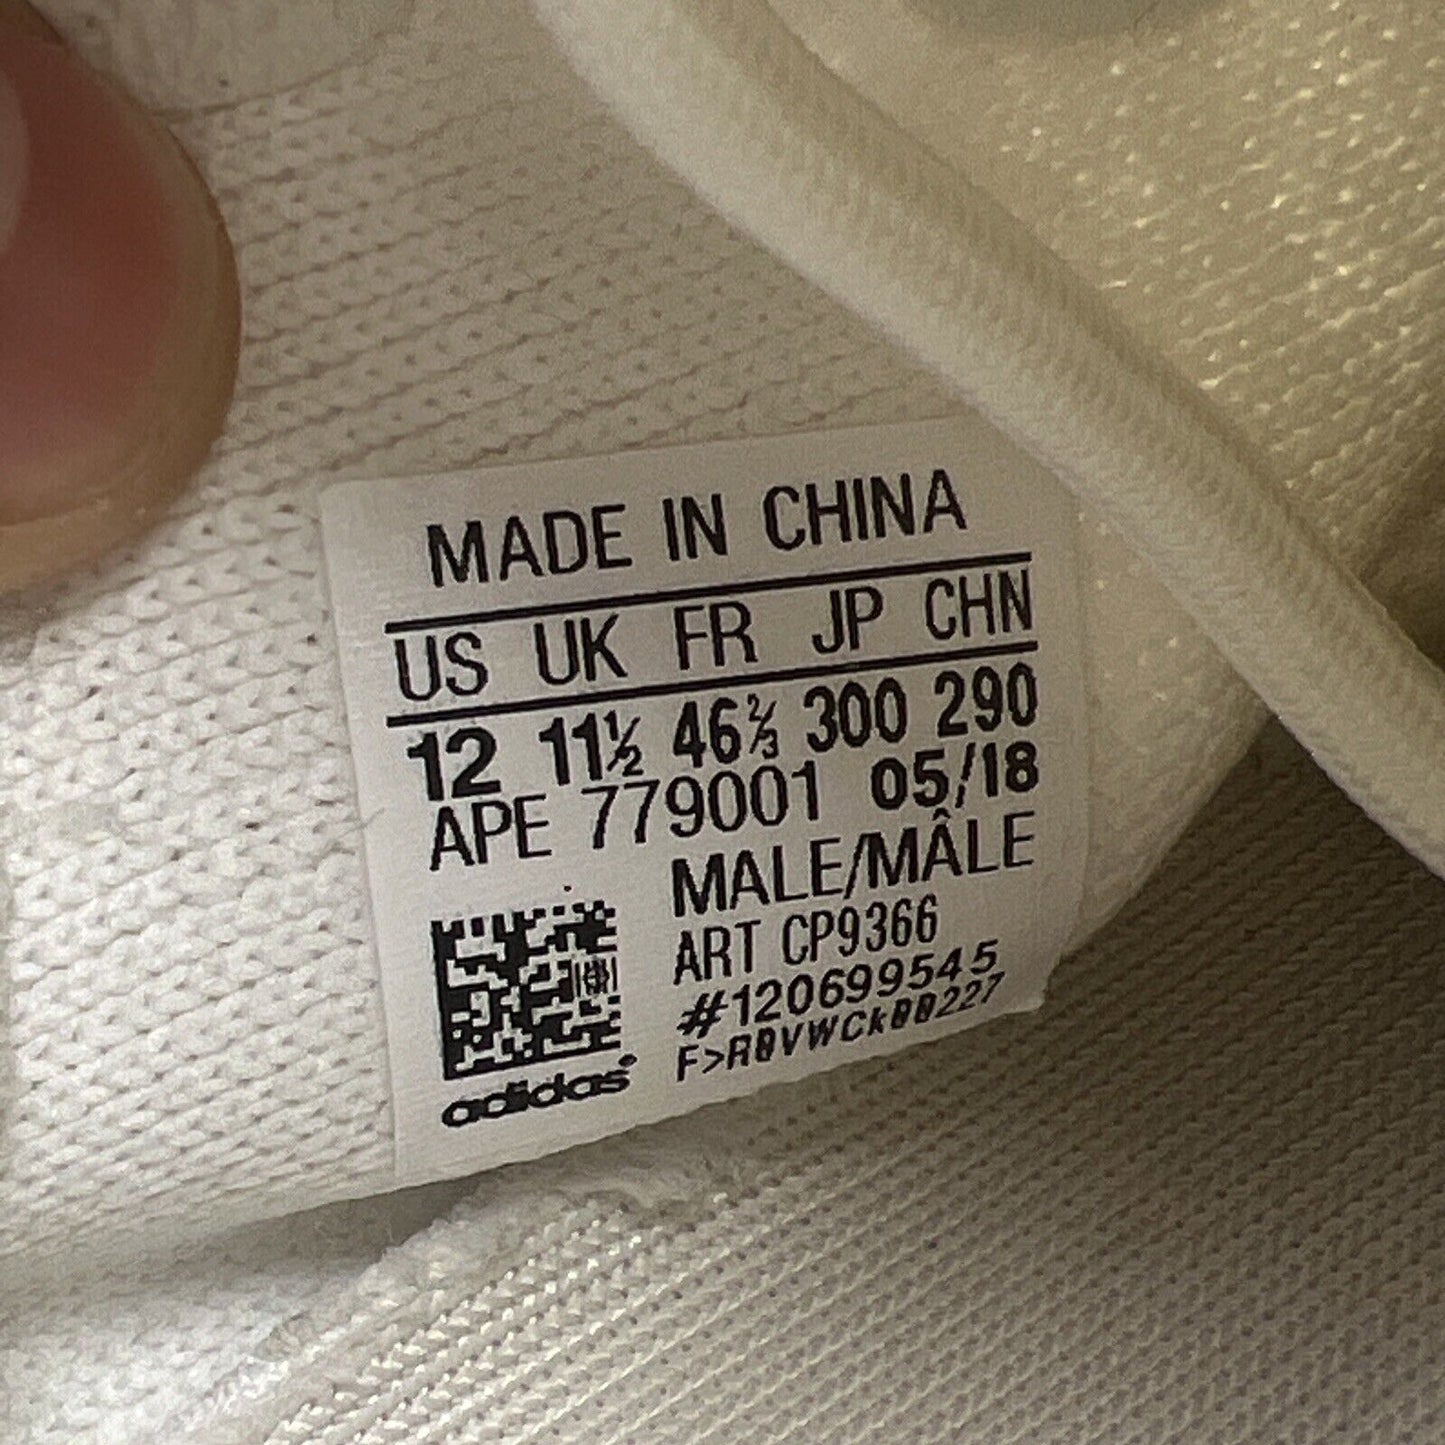 MADE IN CHINA
US UK FR JP CHN
12 11½ 46⅔ 300 290
APE 779001 05/18
MALE/MÂLE
ART CP9366
#120699545
F>R0VWCk00227
adidas